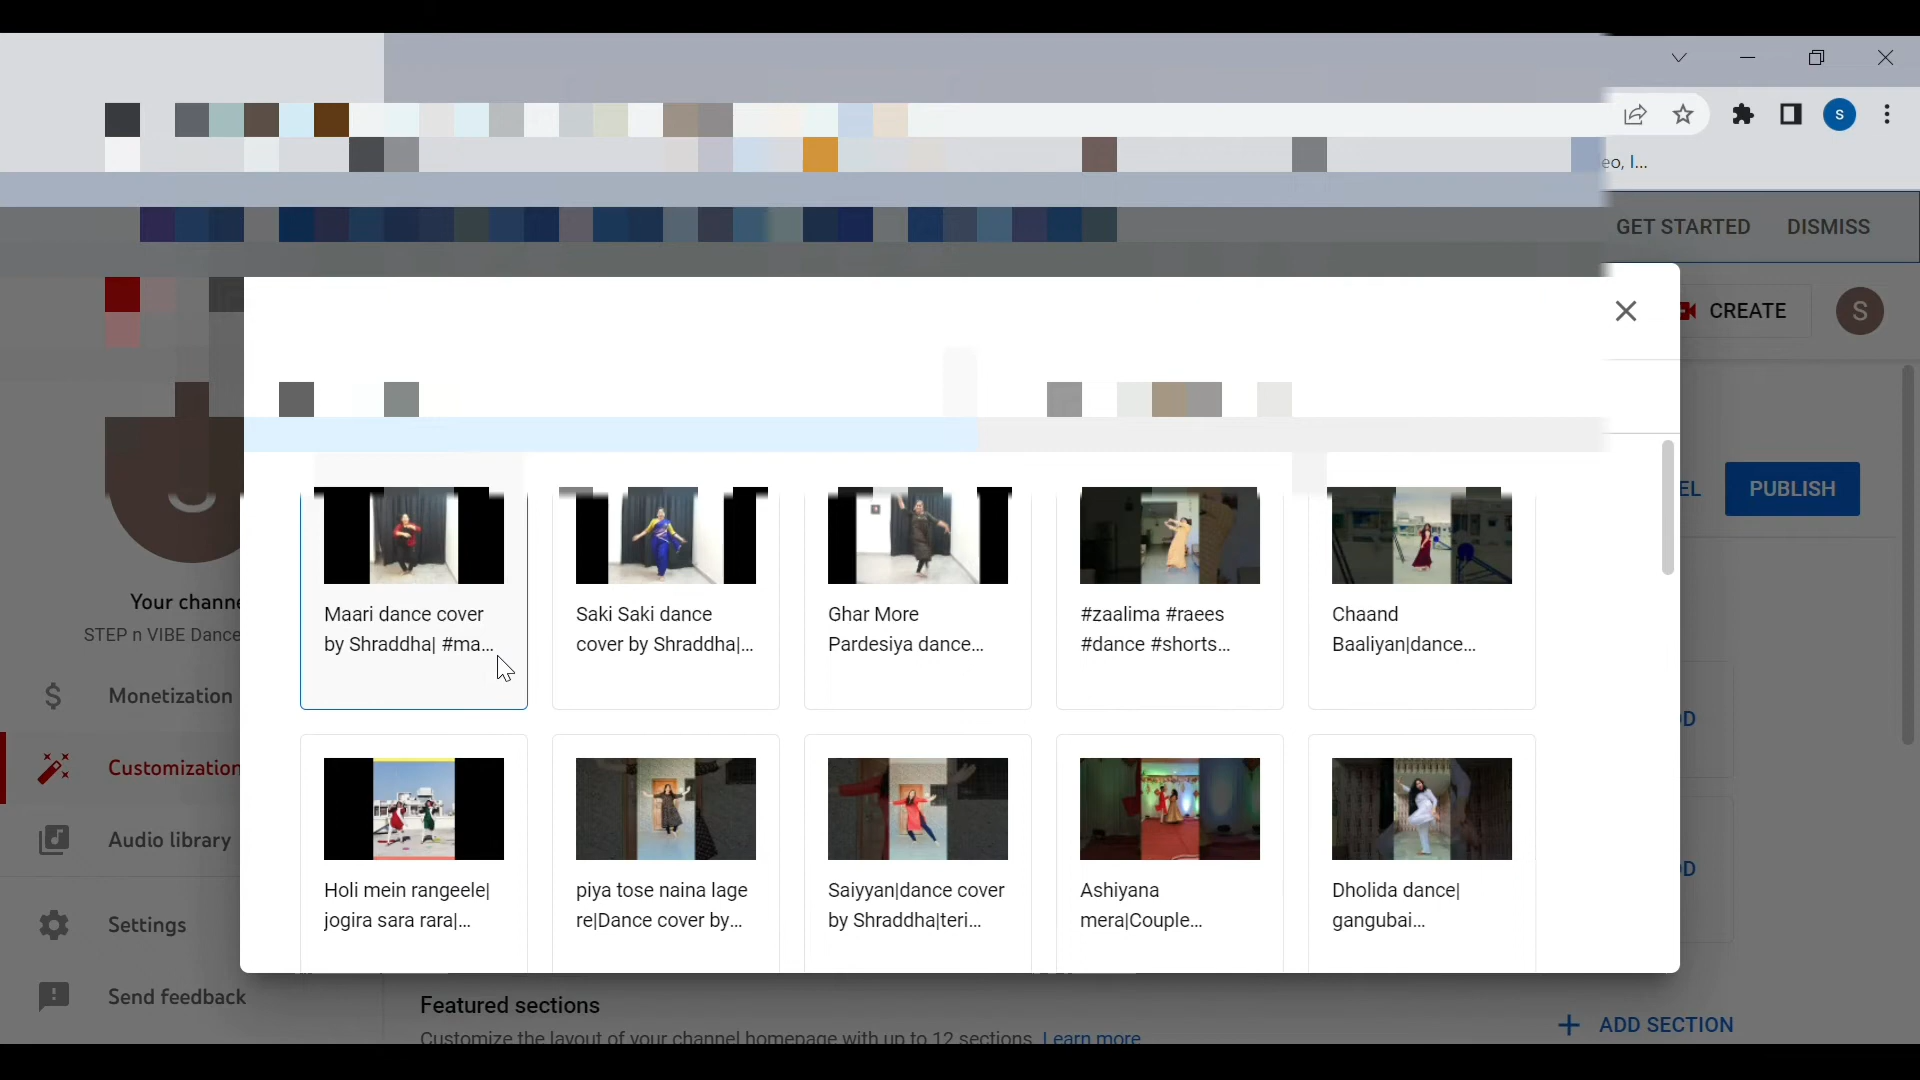 eo, I...
GET STARTED DISMISS
CREATE
S
S
EL
PUBLISH
Your channe
STEP n VIBE Dance
Monetization
Customization
Audio library
Settings
Send feedback
Maari dance cover
by Shraddha| #ma...
Saki Saki dance
cover by Shraddha|...
Ghar More
Pardesiya dance...
#zaalima #raees
#dance #shorts...
Chaand
Baaliyan|dance...
Holi mein rangeele|
jogira sara rara|...
piya tose naina lage
re|Dance cover by...
Saiyyan|dance cover
by Shraddha|teri...
Ashiyana
mera|Couple...
Dholida dance|
gangubai...
DD
DD
Featured sections
Customize the layout of your channel homepage with up to 12 sections. Learn more
+ ADD SECTION